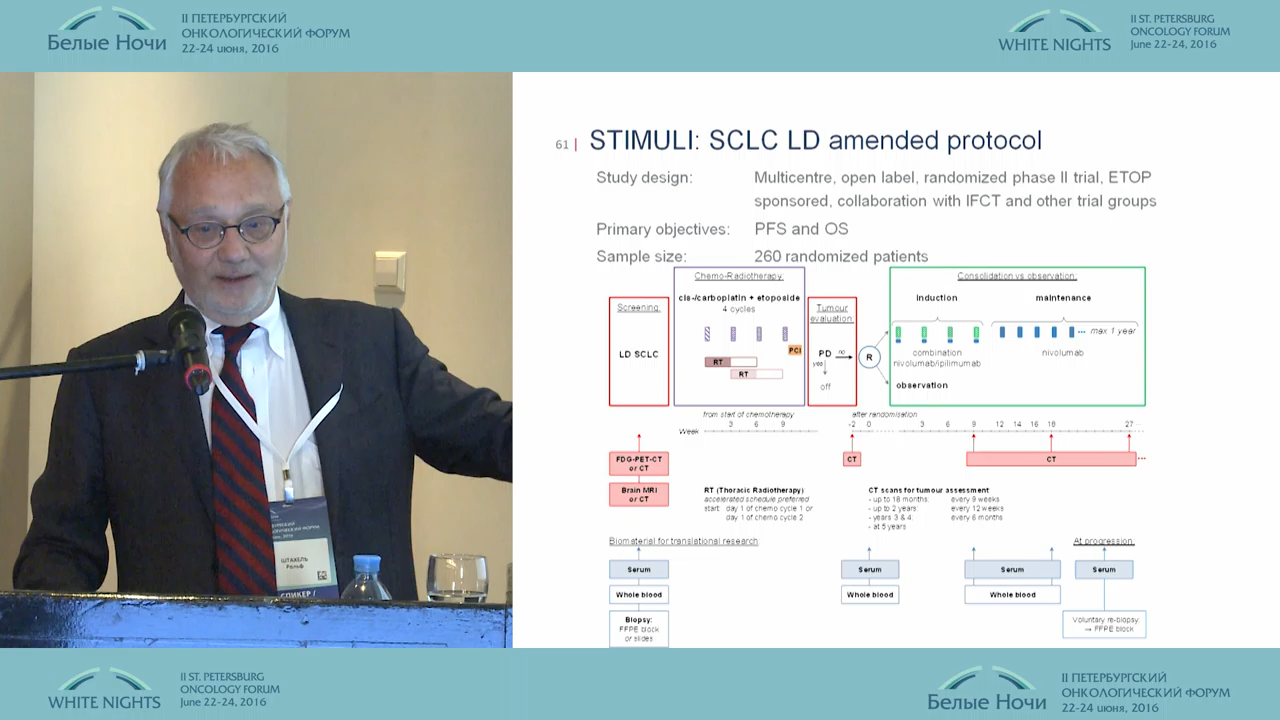 Белые Ночи
II ПЕТЕРБУРГСКИЙ
ОНКОЛОГИЧЕСКИЙ ФОРУМ
22-24 июня, 2016
WHITE NIGHTS
II ST. PETERSBURG
ONCOLOGY FORUM
June 22-24, 2016
61 |
STIMULI: SCLC LD amended protocol
Study design: Multicentre, open label, randomized phase II trial, ETOP
sponsored, collaboration with IFCT and other trial groups
Primary objectives: PFS and OS
Sample size: 260 randomized patients
Screening:
LD SCLC
Chemo-Radiotherapy:
cis-/carboplatin + etoposide
4 cycles
PCI
RT
RT
Tumour
evaluation:
PD
no
yes
off
R
Consolidation vs observation:
induction
maintenance
max 1 year
combination
nivolumab/ipilimumab
nivolumab
observation
from start of chemotherapy
after randomisation
Week
3 6 9
-2 0 3 6 9 12 14 16 18 27
FDG-PET-CT
or CT
Brain MRI
or CT
CT
CT
RT (Thoracic Radiotherapy)
accelerated schedule preferred
start: day 1 of chemo cycle 1 or
day 1 of chemo cycle 2
CT scans for tumour assessment
- up to 18 months: every 9 weeks
- up to 2 years: every 12 weeks
- years 3 & 4: every 6 months
- at 5 years
Biomaterial for translational research:
At progression:
Serum
Serum
Serum
Serum
Whole blood
Whole blood
Whole blood
Biopsy:
FFPE block
or slides
Voluntary re-biopsy:
→ FFPE block
ШТАХЕЛЬ
Рольф
СПИКЕР /
WHITE NIGHTS
II ST. PETERSBURG
ONCOLOGY FORUM
June 22-24, 2016
Белые Ночи
II ПЕТЕРБУРГСКИЙ
ОНКОЛОГИЧЕСКИЙ ФОРУМ
22-24 июня, 2016